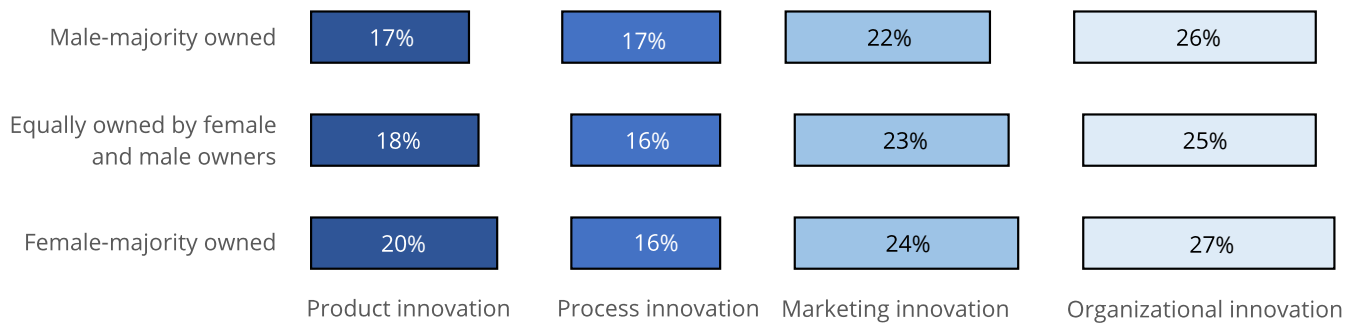 Male-majority owned 17% 17% 22% 26%
Equally owned by female
and male owners 18% 16% 23% 25%
Female-majority owned 20% 16% 24% 27%
Product innovation Process innovation Marketing innovation Organizational innovation